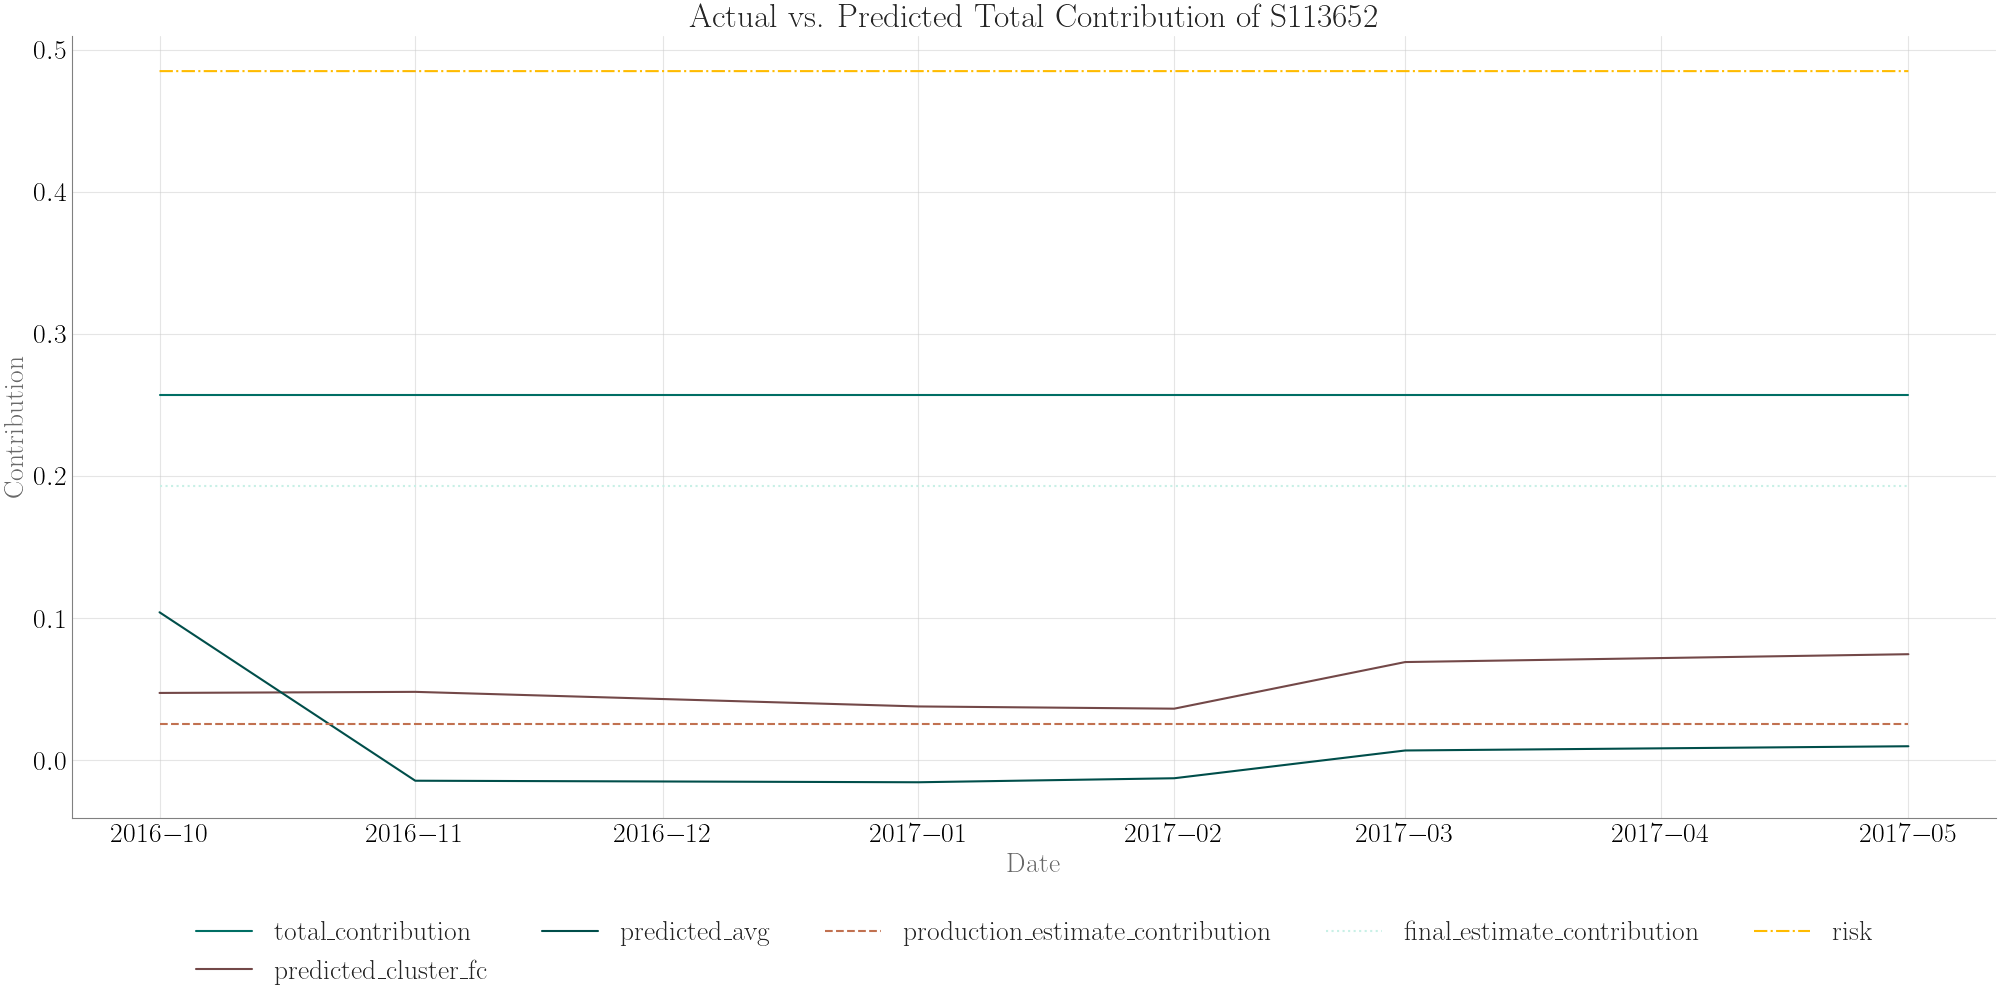 Actual vs. Predicted Total Contribution of S113652
0.5
0.4
0.3
0.2
0.1
0.0
Contribution
2016–10 2016–11 2016–12 2017–01 2017–02 2017–03 2017–04 2017–05
Date
total_contribution predicted_avg production_estimate_contribution final_estimate_contribution risk
predicted_cluster_fc